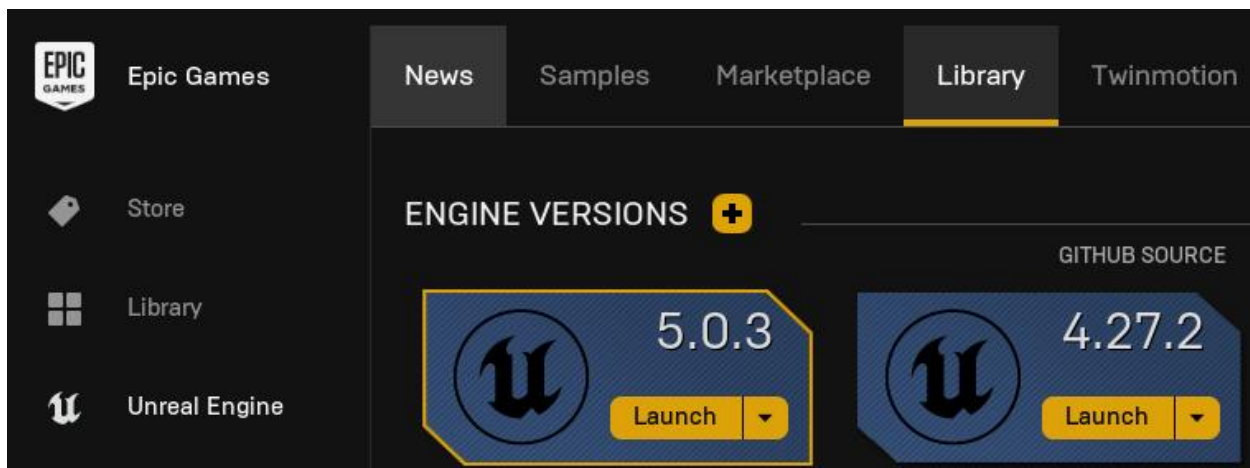 EPIC
GAMES
Epic Games
News Samples Marketplace Library Twinmotion
Store
Library
Unreal Engine
ENGINE VERSIONS
GITHUB SOURCE
5.0.3
Launch
4.27.2
Launch